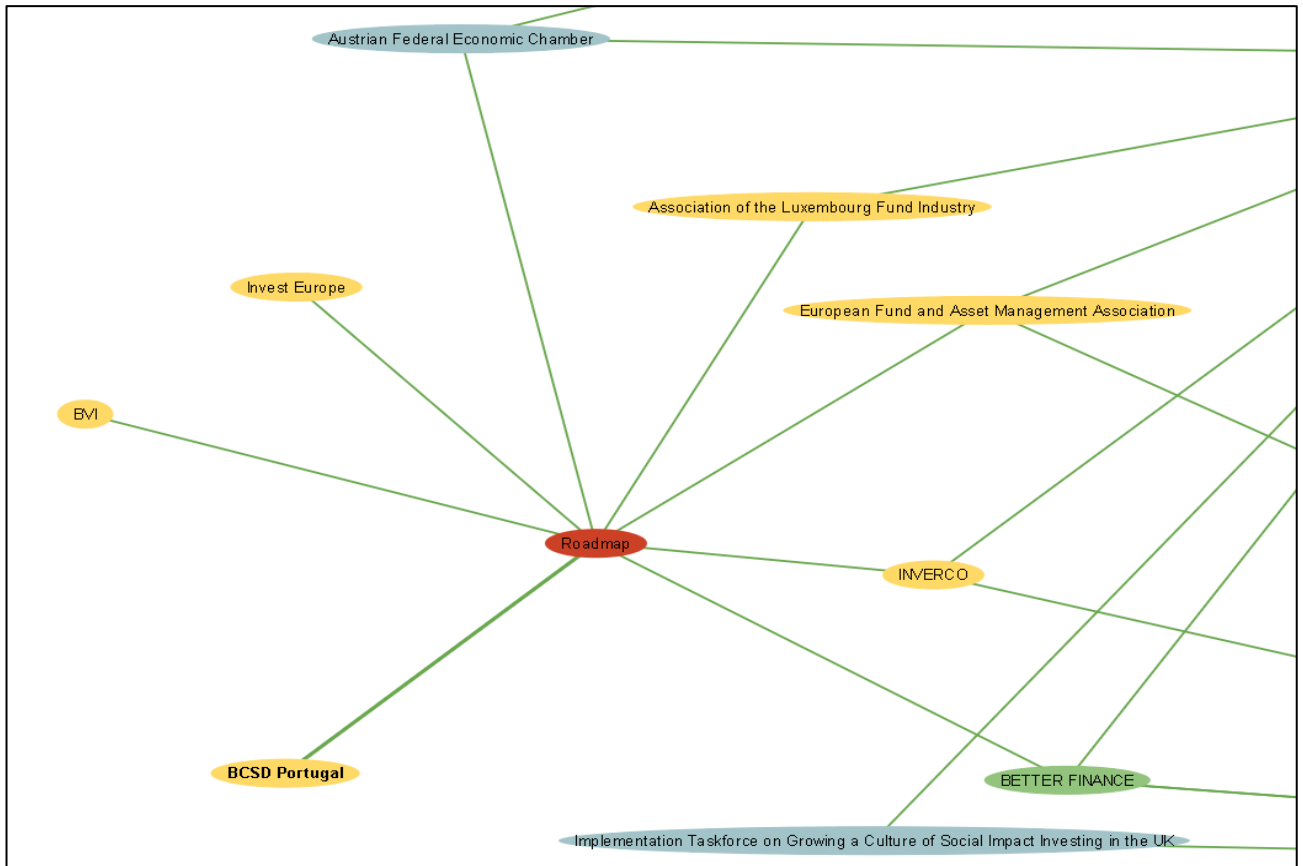 Austrian Federal Economic Chamber
Association of the Luxembourg Fund Industry
Invest Europe
European Fund and Asset Management Association
BVI
Roadmap
INVERCO
BCSD Portugal
BETTER FINANCE
Implementation Taskforce on Growing a Culture of Social Impact Investing in the UK